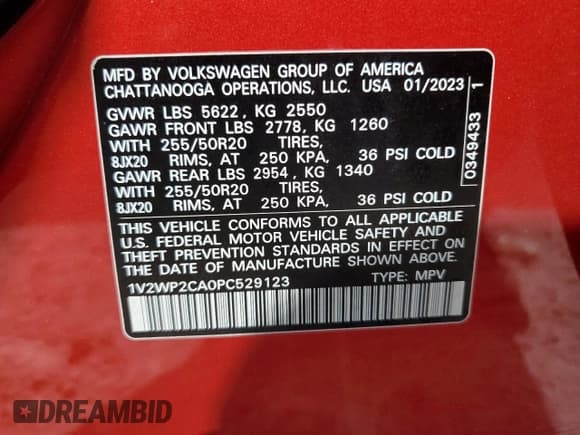 MFD BY VOLKSWAGEN GROUP OF AMERICA
CHATTANOOGA OPERATIONS, LLC. USA 01/2023
GVWR LBS 5622, KG 2550
GAWR FRONT LBS 2778, KG 1260
WITH 255/50R20 TIRES,
8JX20 RIMS, AT 250 KPA, 36 PSI COLD
GAWR REAR LBS 2954, KG 1340
WITH 255/50R20 TIRES,
8JX20 RIMS, AT 250 KPA, 36 PSI COLD
THIS VEHICLE CONFORMS TO ALL APPLICABLE
U.S. FEDERAL MOTOR VEHICLE SAFETY AND
THEFT PREVENTION STANDARDS IN EFFECT ON
THE DATE OF MANUFACTURE SHOWN ABOVE.
1V2WP2CA0PC529123 TYPE: MPV
0349433 1
DREAMBID